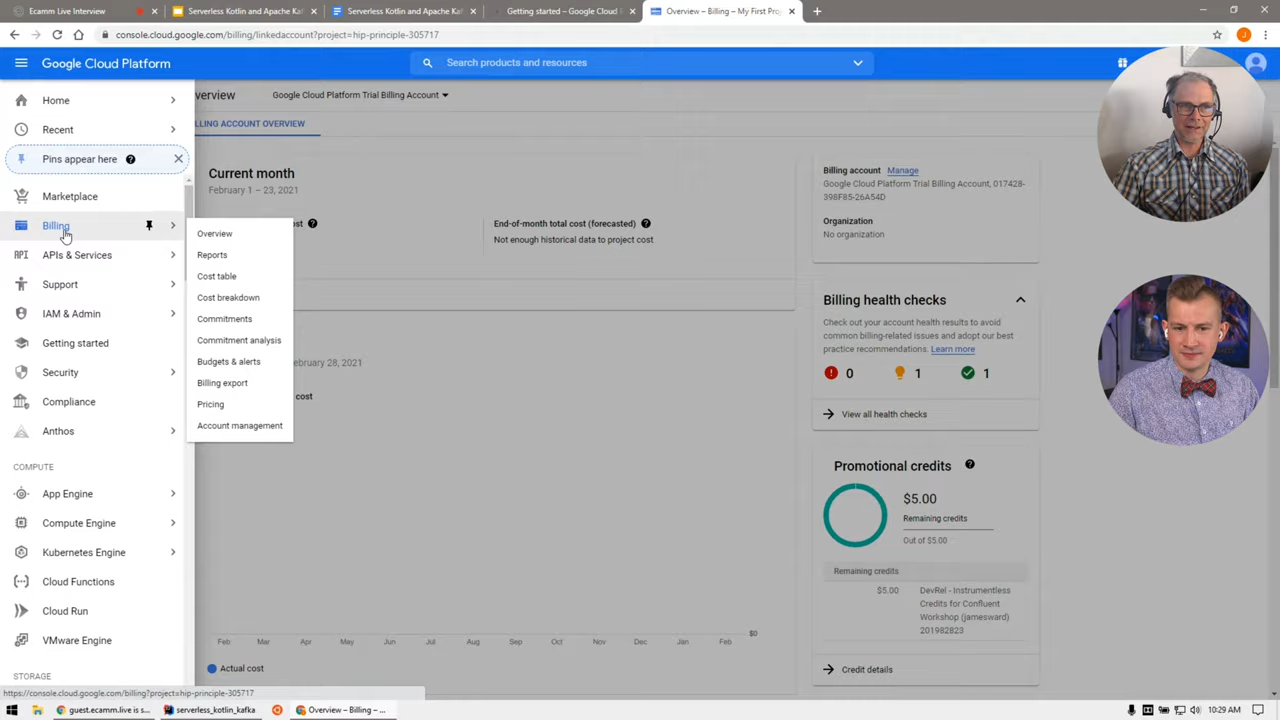 Ecamm Live Interview
Serverless Kotlin and Apache Kaf
Serverless Kotlin and Apache Kaf
Getting started – Google Cloud P
Overview – Billing – My First Proj
console.cloud.google.com/billing/linkedaccount?project=hip-principle-305717
J
Google Cloud Platform
Search products and resources
Home
verview
Google Cloud Platform Trial Billing Account
Recent
LLING ACCOUNT OVERVIEW
Pins appear here
Marketplace
Billing
APIs & Services
Support
IAM & Admin
Getting started
Security
Compliance
Anthos
COMPUTE
App Engine
Compute Engine
Kubernetes Engine
Cloud Functions
Cloud Run
VMware Engine
STORAGE
Overview
Reports
Cost table
Cost breakdown
Commitments
Commitment analysis
Budgets & alerts
Billing export
Pricing
Account management
Current month
February 1 – 23, 2021
st
End-of-month total cost (forecasted)
Not enough historical data to project cost
ebruary 28, 2021
cost
$0
Feb Mar Apr May Jun Jul Aug Sep Oct Nov Dec Jan Feb
Actual cost
Billing account Manage
Google Cloud Platform Trial Billing Account, 017428-
398F85-26A54D
Organization
No organization
Billing health checks
Check out your account health results to avoid
common billing-related issues and adopt our best
practice recommendations. Learn more
0 1 1
View all health checks
Promotional credits
$5.00
Remaining credits
Out of $5.00
Remaining credits
$5.00 DevRel - Instrumentless
Credits for Confluent
Workshop (jamesward)
201982823
Credit details
https://console.cloud.google.com/billing?project=hip-principle-305717
guest.ecamm.live is s...
serverless_kotlin_kafka
Overview – Billing – ...
10:29 AM